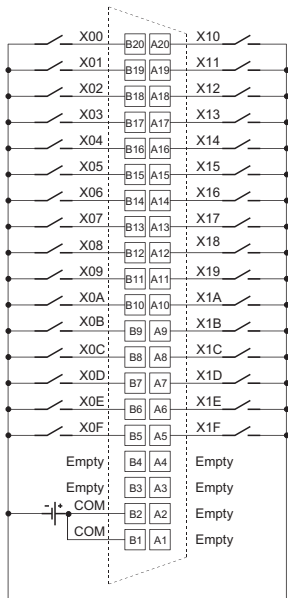 X00 B20 A20 X10
X01 B19 A19 X11
X02 B18 A18 X12
X03 B17 A17 X13
X04 B16 A16 X14
X05 B15 A15 X15
X06 B14 A14 X16
X07 B13 A13 X17
X08 B12 A12 X18
X09 B11 A11 X19
X0A B10 A10 X1A
X0B B9 A9 X1B
X0C B8 A8 X1C
X0D B7 A7 X1D
X0E B6 A6 X1E
X0F B5 A5 X1F
Empty B4 A4 Empty
Empty B3 A3 Empty
COM B2 A2 Empty
COM B1 A1 Empty